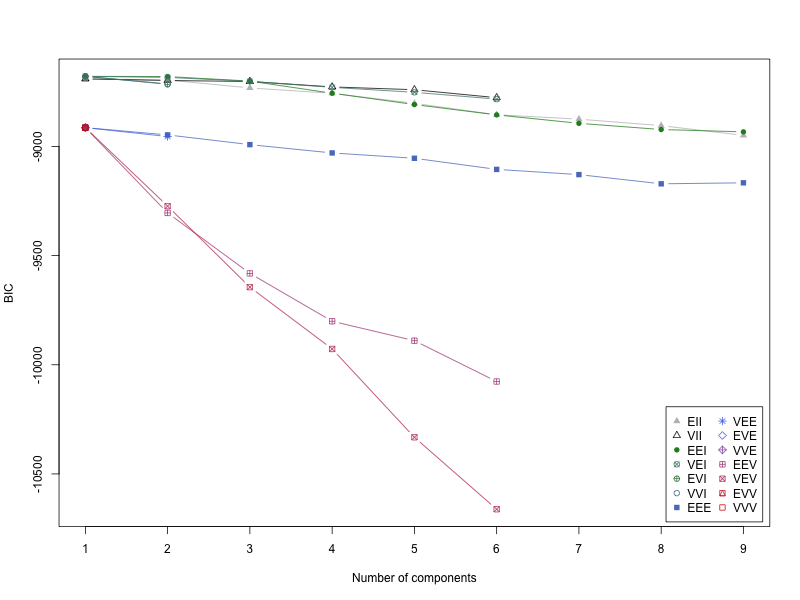 BIC
-9000
-9500
-10000
-10500
1 2 3 4 5 6 7 8 9
Number of components
EII VEE
VII EVE
EEI VVE
VEI EEV
EVI VEV
VVI EVV
EEE VVV